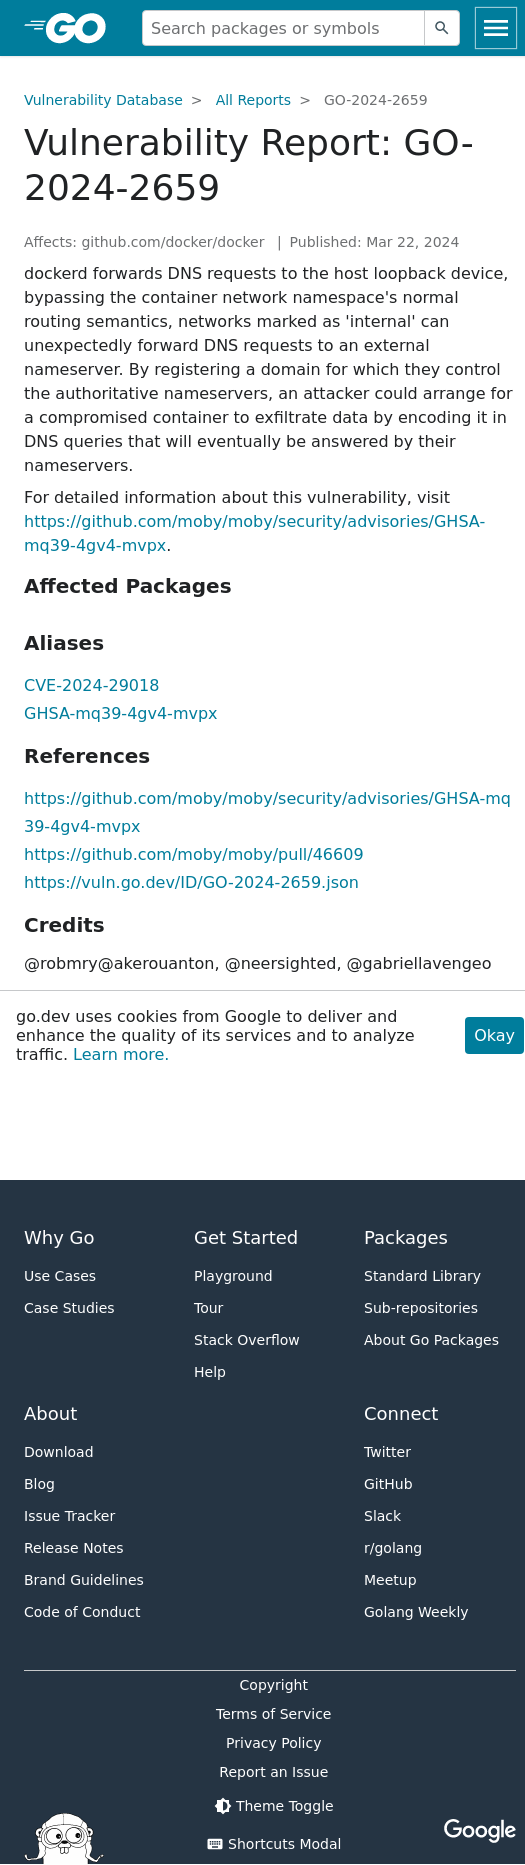 GO
Search packages or symbols
Vulnerability Database > All Reports > GO-2024-2659
Vulnerability Report: GO-
2024-2659
Affects: github.com/docker/docker | Published: Mar 22, 2024
dockerd forwards DNS requests to the host loopback device,
bypassing the container network namespace's normal
routing semantics, networks marked as 'internal' can
unexpectedly forward DNS requests to an external
nameserver. By registering a domain for which they control
the authoritative nameservers, an attacker could arrange for
a compromised container to exfiltrate data by encoding it in
DNS queries that will eventually be answered by their
nameservers.
For detailed information about this vulnerability, visit
https://github.com/moby/moby/security/advisories/GHSA-
mq39-4gv4-mvpx.
Affected Packages
Aliases
CVE-2024-29018
GHSA-mq39-4gv4-mvpx
References
https://github.com/moby/moby/security/advisories/GHSA-mq
39-4gv4-mvpx
https://github.com/moby/moby/pull/46609
https://vuln.go.dev/ID/GO-2024-2659.json
Credits
@robmry@akerouanton, @neersighted, @gabriellavengeo
go.dev uses cookies from Google to deliver and
enhance the quality of its services and to analyze
traffic. Learn more.
Okay
Why Go
Use Cases
Case Studies
Get Started
Playground
Tour
Stack Overflow
Help
Packages
Standard Library
Sub-repositories
About Go Packages
About
Download
Blog
Issue Tracker
Release Notes
Brand Guidelines
Code of Conduct
Connect
Twitter
GitHub
Slack
r/golang
Meetup
Golang Weekly
Copyright
Terms of Service
Privacy Policy
Report an Issue
Theme Toggle
Shortcuts Modal
Google